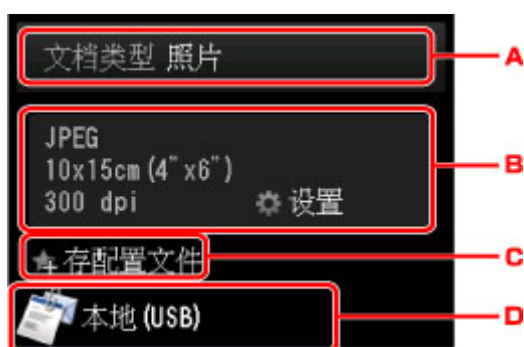 文档类型 照片 A
JPEG
10x15cm(4"x6") B
300 dpi 设置
存配置文件 C
本地(USB) D